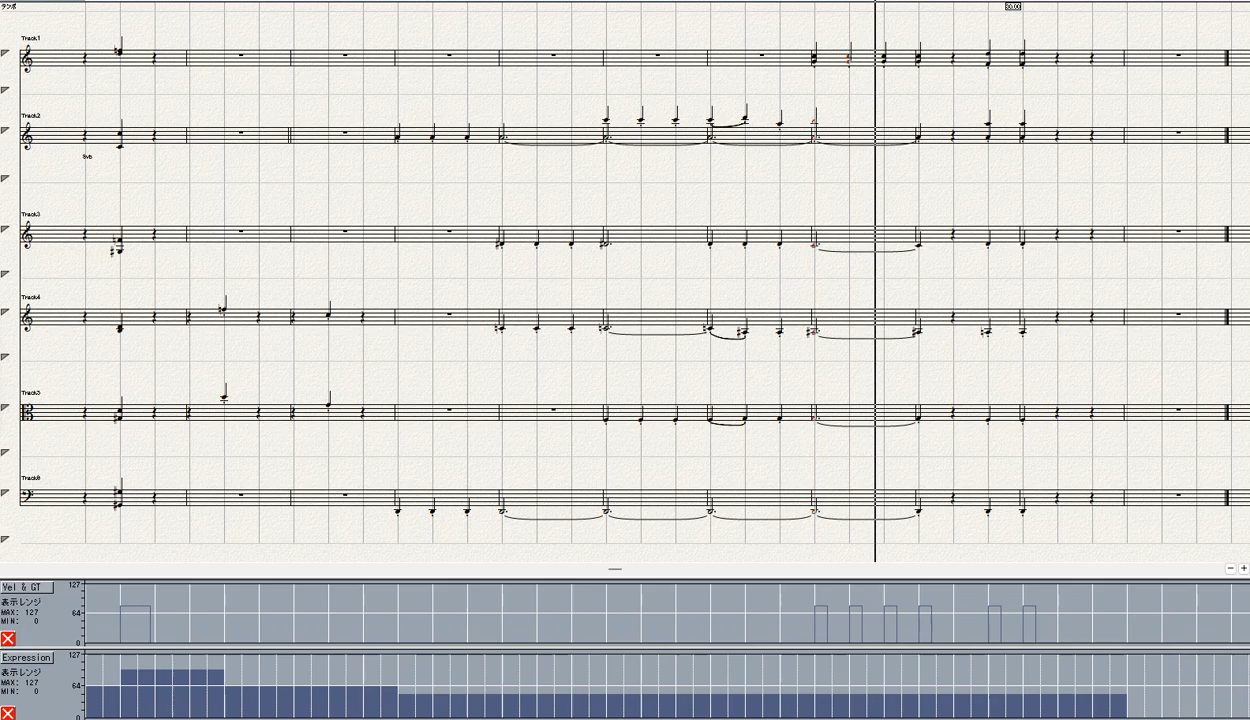 テンポ
30.00
Track1
Track2
8vb
Track3
Track4
Track5
Track6
Vel & GT
127
表示レンジ
MAX: 127
64
MIN: 0
0
Expression
127
表示レンジ
MAX: 127
64
MIN: 0
0